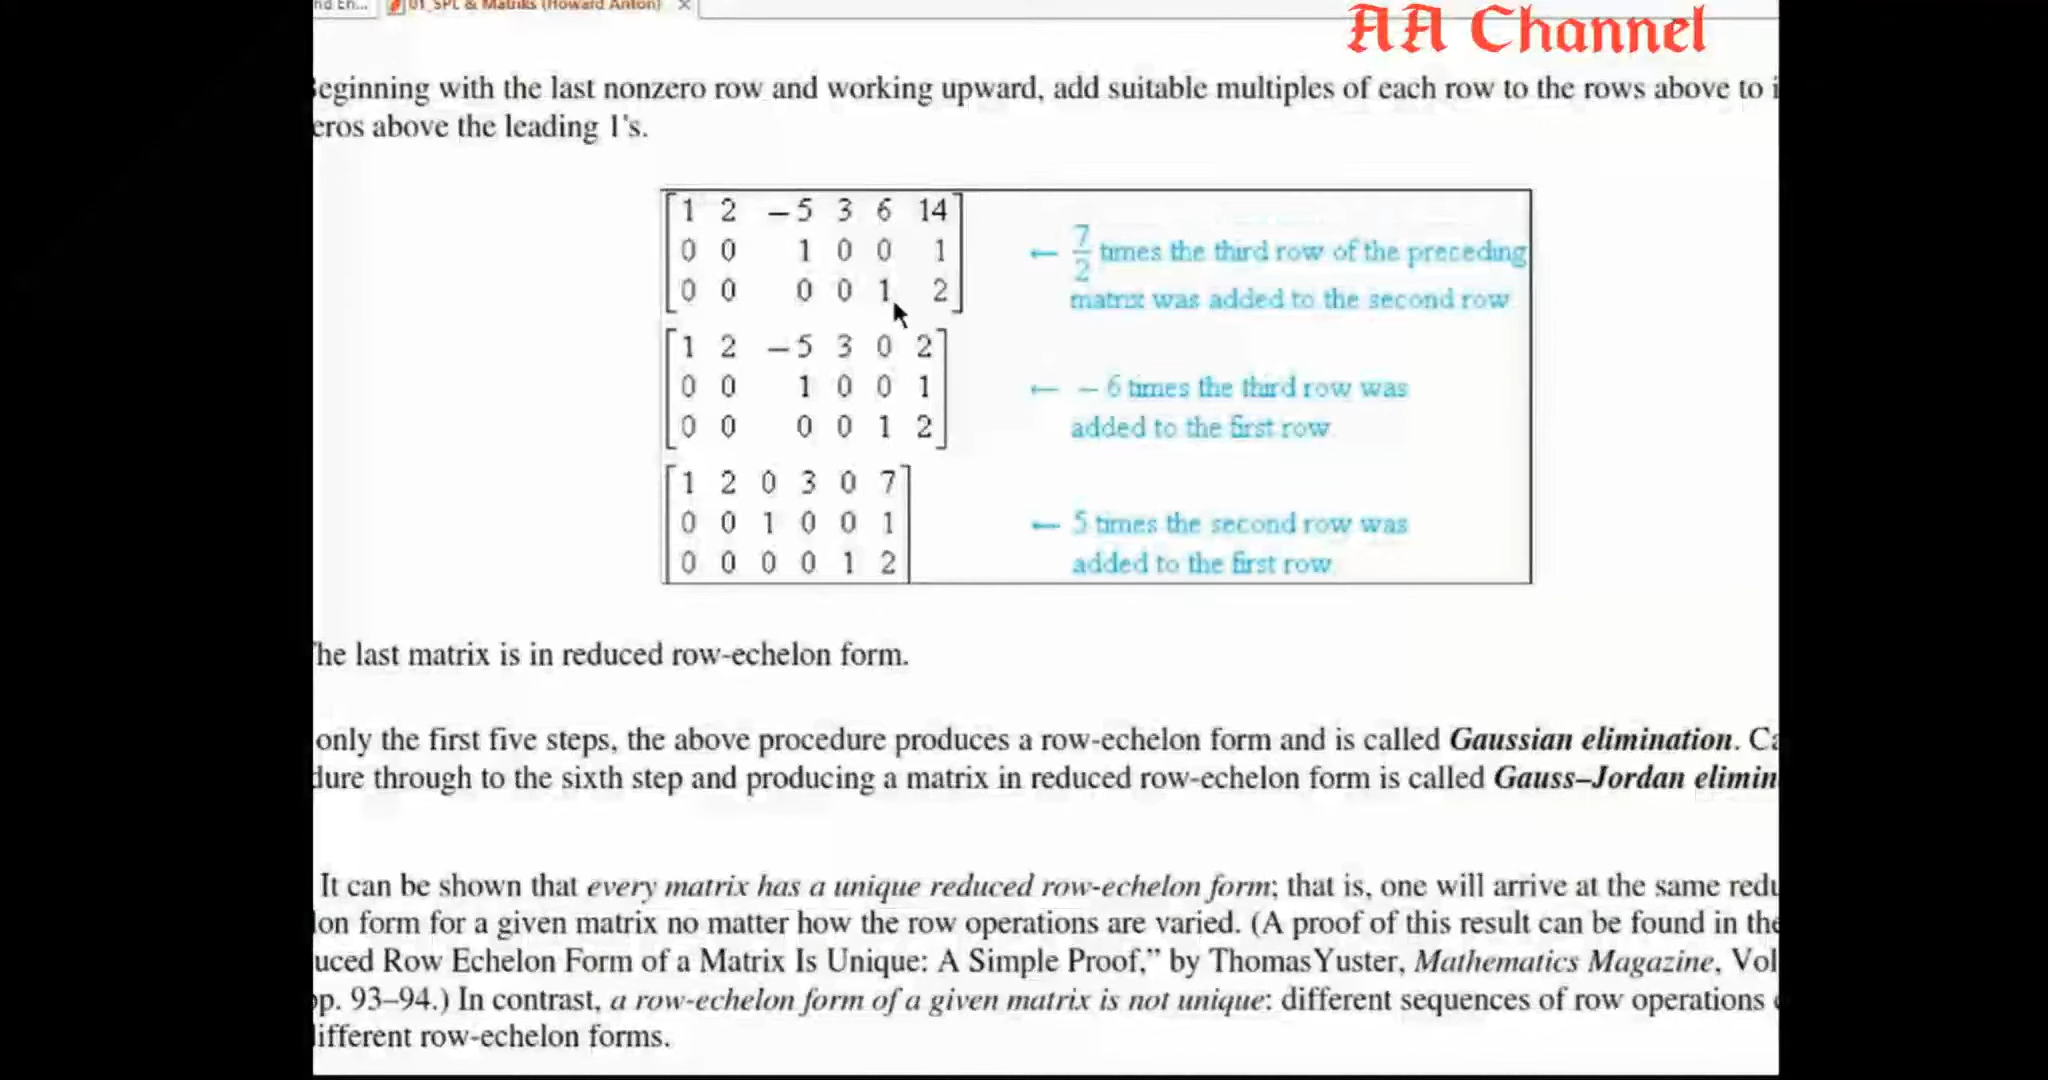 nd En... 01_SPL & Matriks (Howard Anton) ×
AA Channel
eginning with the last nonzero row and working upward, add suitable multiples of each row to the rows above to i
eros above the leading 1's.
1 2 −5 3 6 14
0 0 1 0 0 1
0 0 0 0 1 2
← 7/2 times the third row of the preceding
matrix was added to the second row
1 2 −5 3 0 2
0 0 1 0 0 1
0 0 0 0 1 2
← −6 times the third row was
added to the first row
1 2 0 3 0 7
0 0 1 0 0 1
0 0 0 0 1 2
← 5 times the second row was
added to the first row
he last matrix is in reduced row-echelon form.
only the first five steps, the above procedure produces a row-echelon form and is called Gaussian elimination. Ca
dure through to the sixth step and producing a matrix in reduced row-echelon form is called Gauss–Jordan elimin
It can be shown that every matrix has a unique reduced row-echelon form; that is, one will arrive at the same redu
lon form for a given matrix no matter how the row operations are varied. (A proof of this result can be found in the
uced Row Echelon Form of a Matrix Is Unique: A Simple Proof,” by ThomasYuster, Mathematics Magazine, Vol
pp. 93–94.) In contrast, a row-echelon form of a given matrix is not unique: different sequences of row operations
ifferent row-echelon forms.